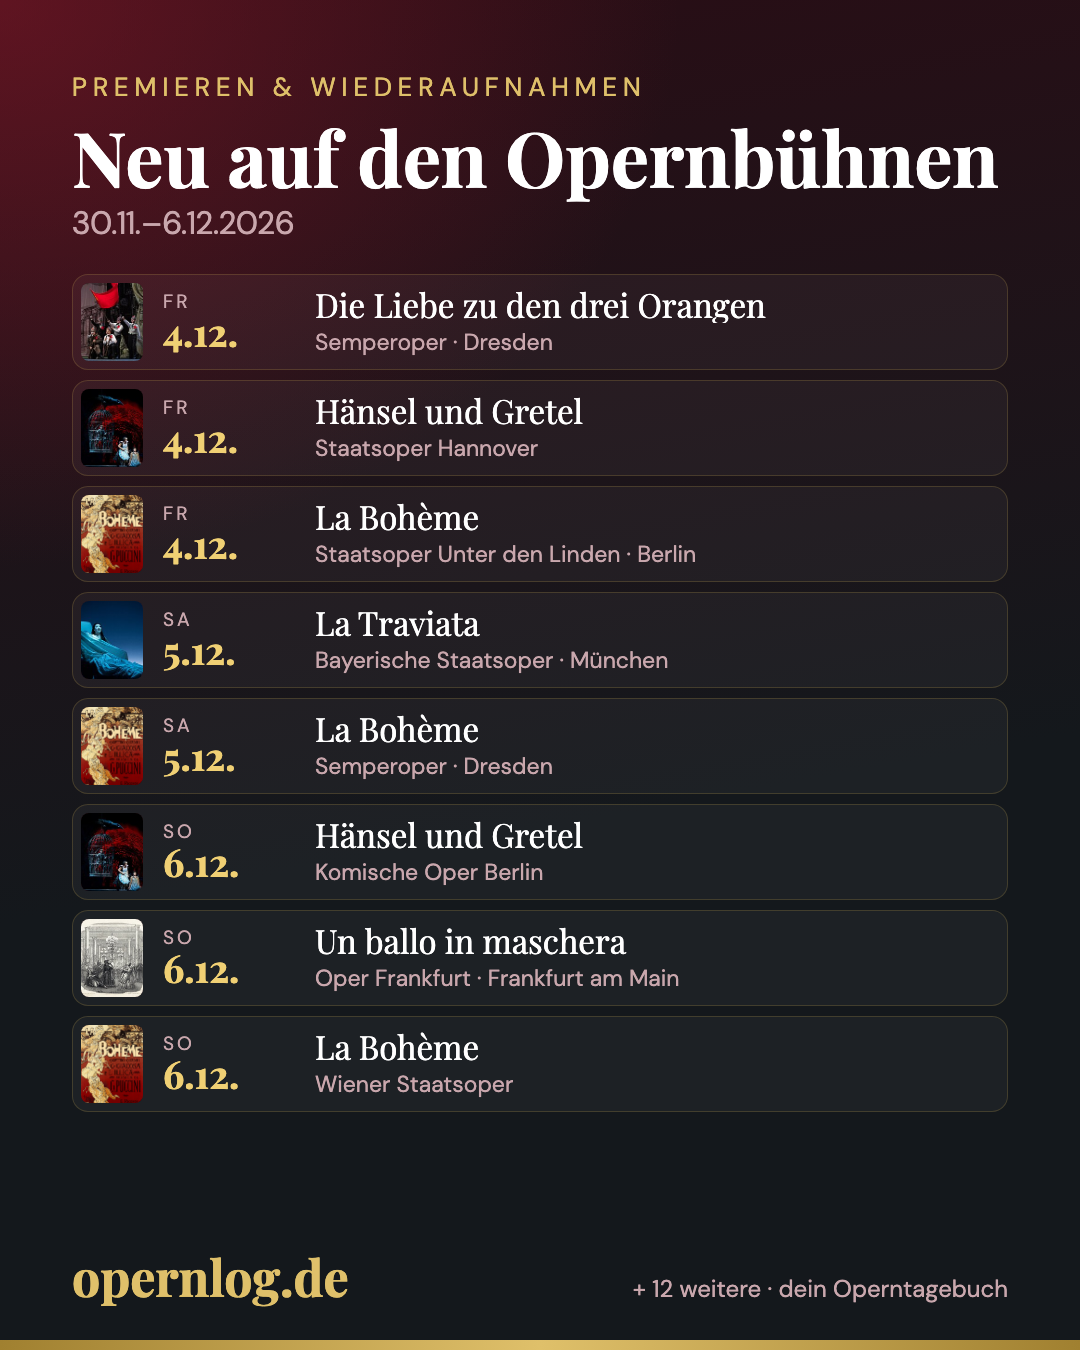 PREMIEREN & WIEDERAUFNAHMEN
Neu auf den Opernbühnen
30.11.–6.12.2026
FR
4.12.
Die Liebe zu den drei Orangen
Semperoper · Dresden
FR
4.12.
Hänsel und Gretel
Staatsoper Hannover
BOHEME
FR
4.12.
La Bohème
Staatsoper Unter den Linden · Berlin
SA
5.12.
La Traviata
Bayerische Staatsoper · München
BOHEME
SA
5.12.
La Bohème
Semperoper · Dresden
SO
6.12.
Hänsel und Gretel
Komische Oper Berlin
SO
6.12.
Un ballo in maschera
Oper Frankfurt · Frankfurt am Main
BOHEME
SO
6.12.
La Bohème
Wiener Staatsoper
opernlog.de
+ 12 weitere · dein Operntagebuch